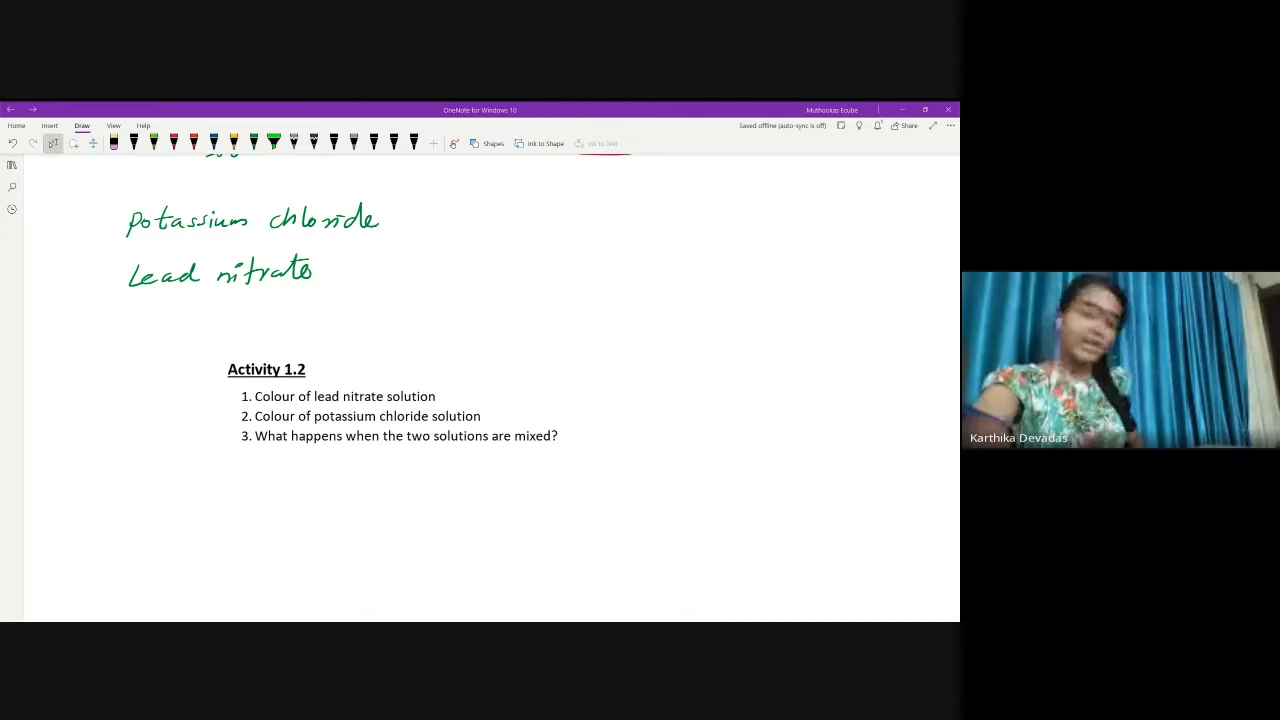 OneNote for Windows 10
Muthookas Ecube
Home Insert Draw View Help
Saved offline (auto-sync is off)
Share
Shapes
Ink to Shape
Ink to Text
potassium chloride
Lead nitrate
Activity 1.2
1. Colour of lead nitrate solution
2. Colour of potassium chloride solution
3. What happens when the two solutions are mixed?
Karthika Devadas